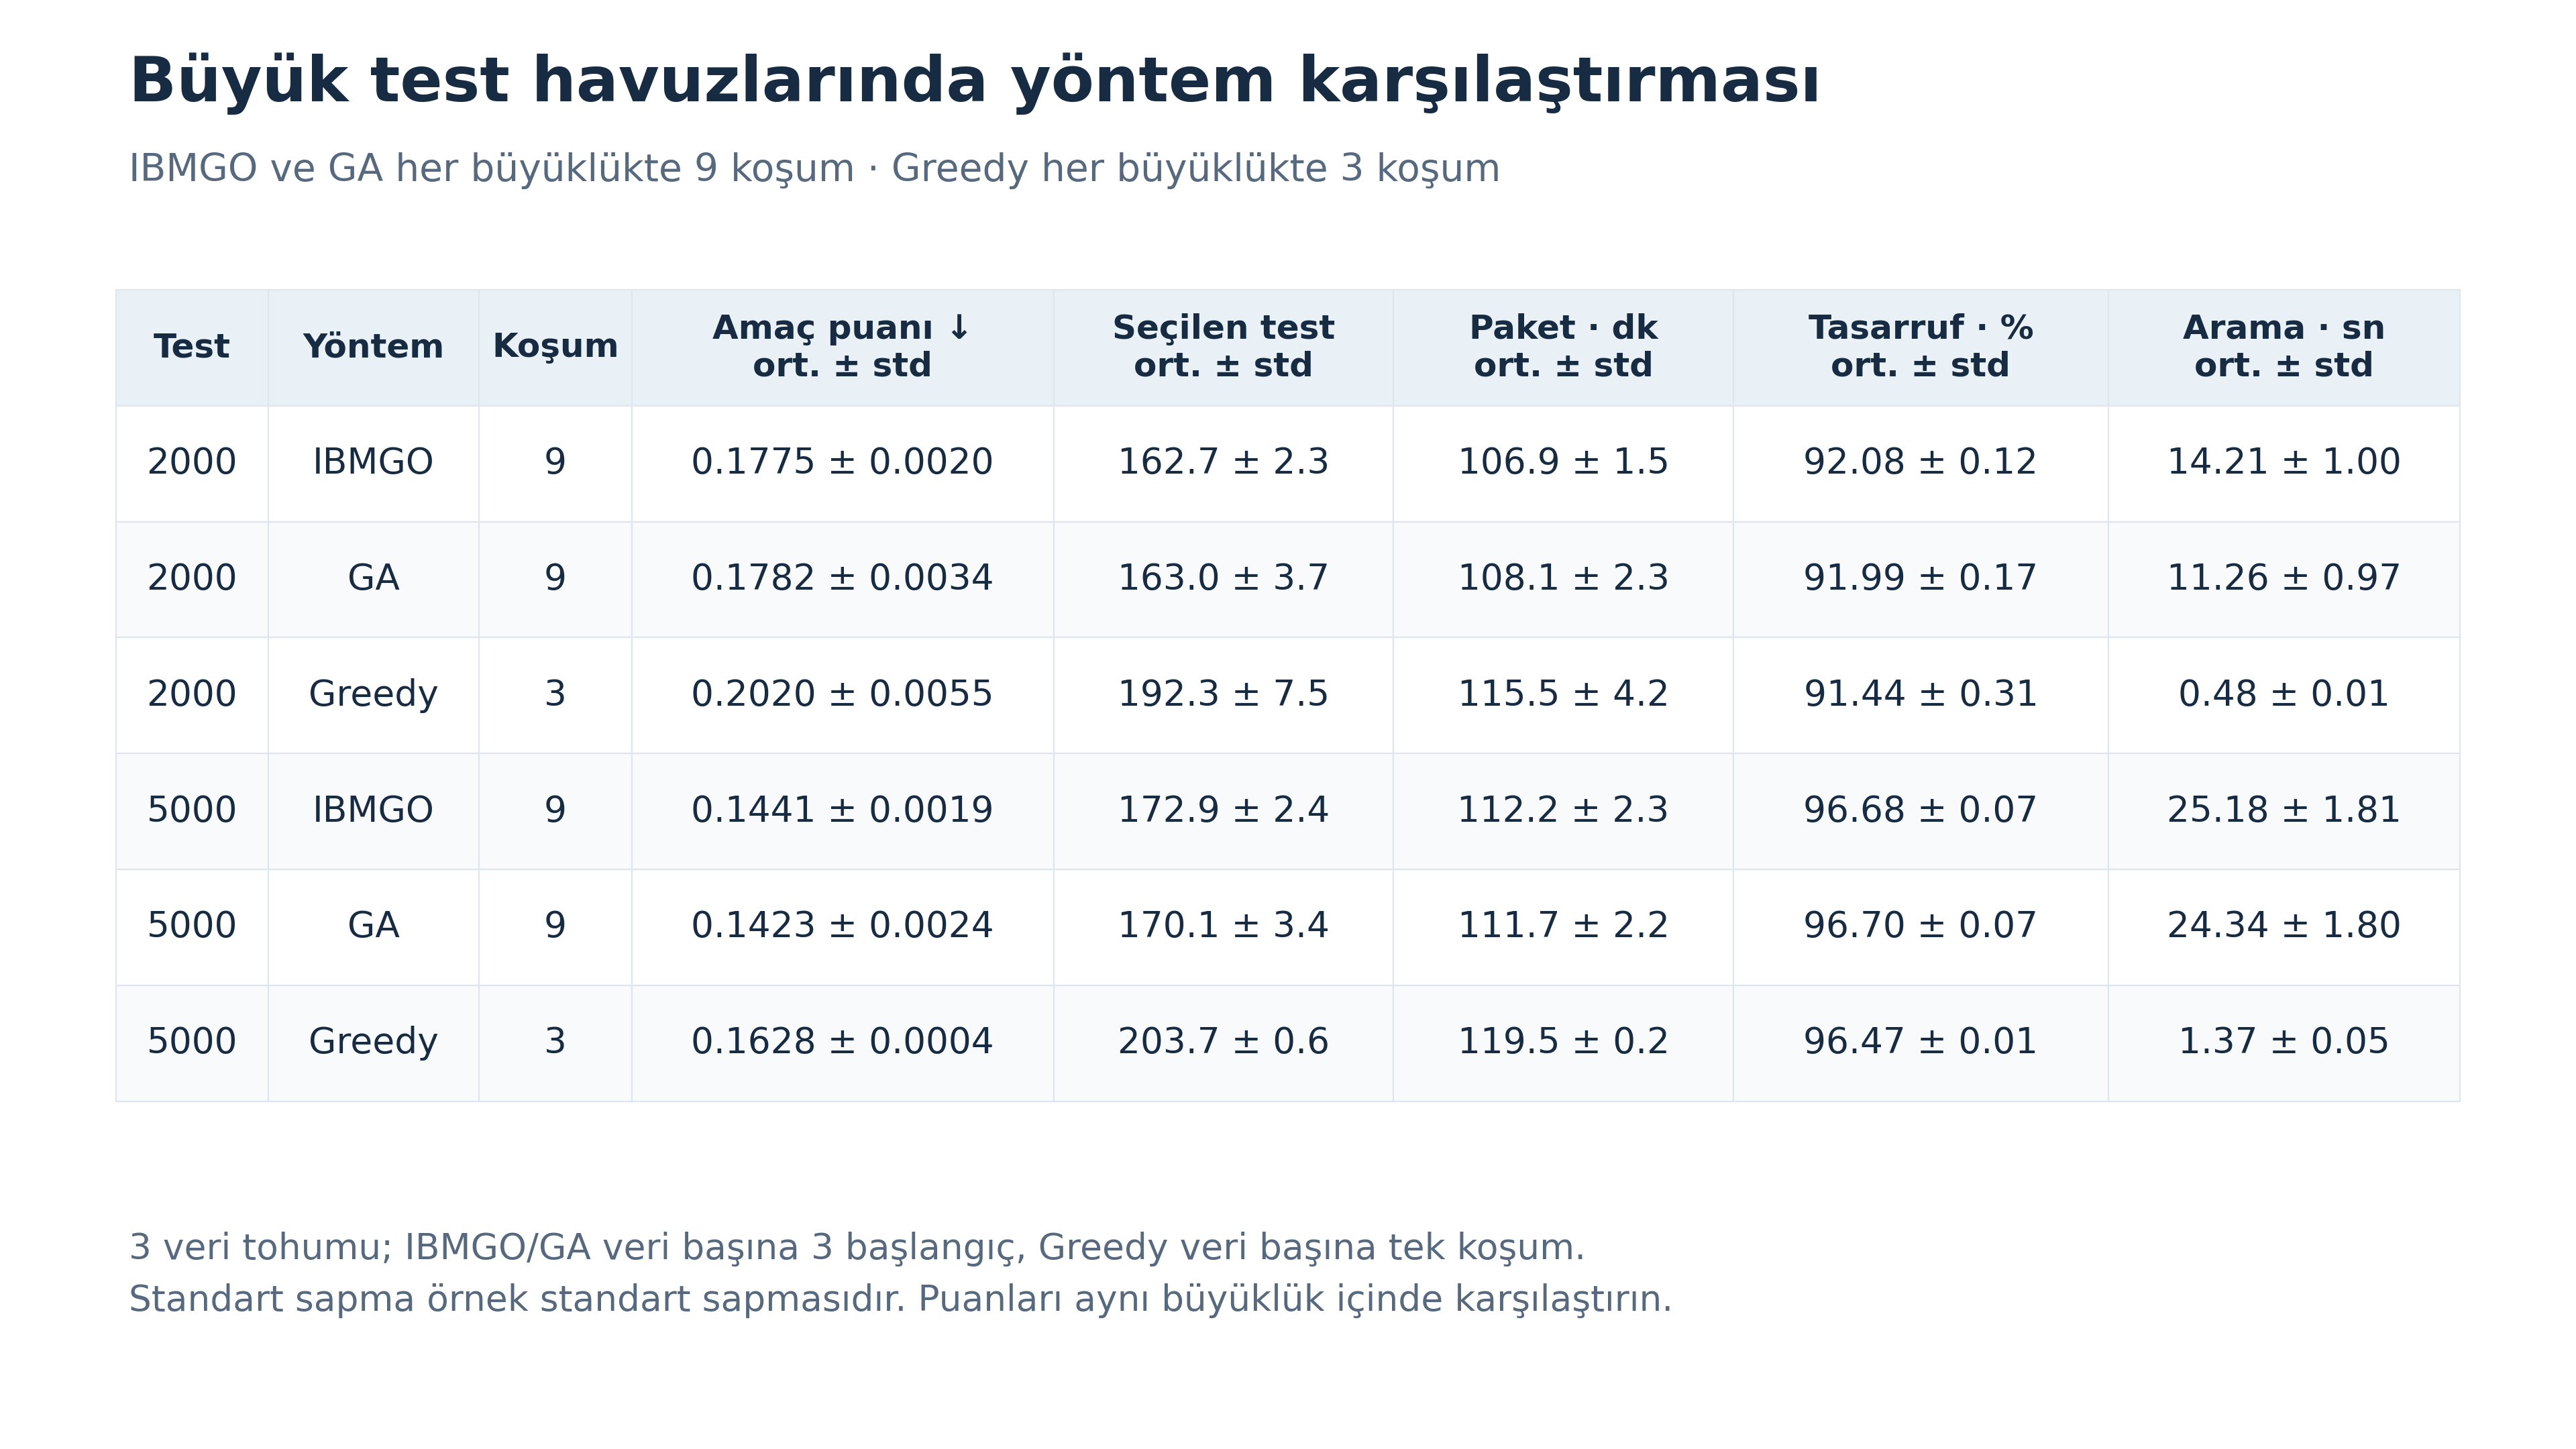 Büyük test havuzlarında yöntem karşılaştırması
IBMGO ve GA her büyüklükte 9 koşum · Greedy her büyüklükte 3 koşum
Test Yöntem Koşum Amaç puanı ↓ ort. ± std Seçilen test ort. ± std Paket · dk ort. ± std Tasarruf · % ort. ± std Arama · sn ort. ± std
2000 IBMGO 9 0.1775 ± 0.0020 162.7 ± 2.3 106.9 ± 1.5 92.08 ± 0.12 14.21 ± 1.00
2000 GA 9 0.1782 ± 0.0034 163.0 ± 3.7 108.1 ± 2.3 91.99 ± 0.17 11.26 ± 0.97
2000 Greedy 3 0.2020 ± 0.0055 192.3 ± 7.5 115.5 ± 4.2 91.44 ± 0.31 0.48 ± 0.01
5000 IBMGO 9 0.1441 ± 0.0019 172.9 ± 2.4 112.2 ± 2.3 96.68 ± 0.07 25.18 ± 1.81
5000 GA 9 0.1423 ± 0.0024 170.1 ± 3.4 111.7 ± 2.2 96.70 ± 0.07 24.34 ± 1.80
5000 Greedy 3 0.1628 ± 0.0004 203.7 ± 0.6 119.5 ± 0.2 96.47 ± 0.01 1.37 ± 0.05
3 veri tohumu; IBMGO/GA veri başına 3 başlangıç, Greedy veri başına tek koşum.
Standart sapma örnek standart sapmasıdır. Puanları aynı büyüklük içinde karşılaştırın.